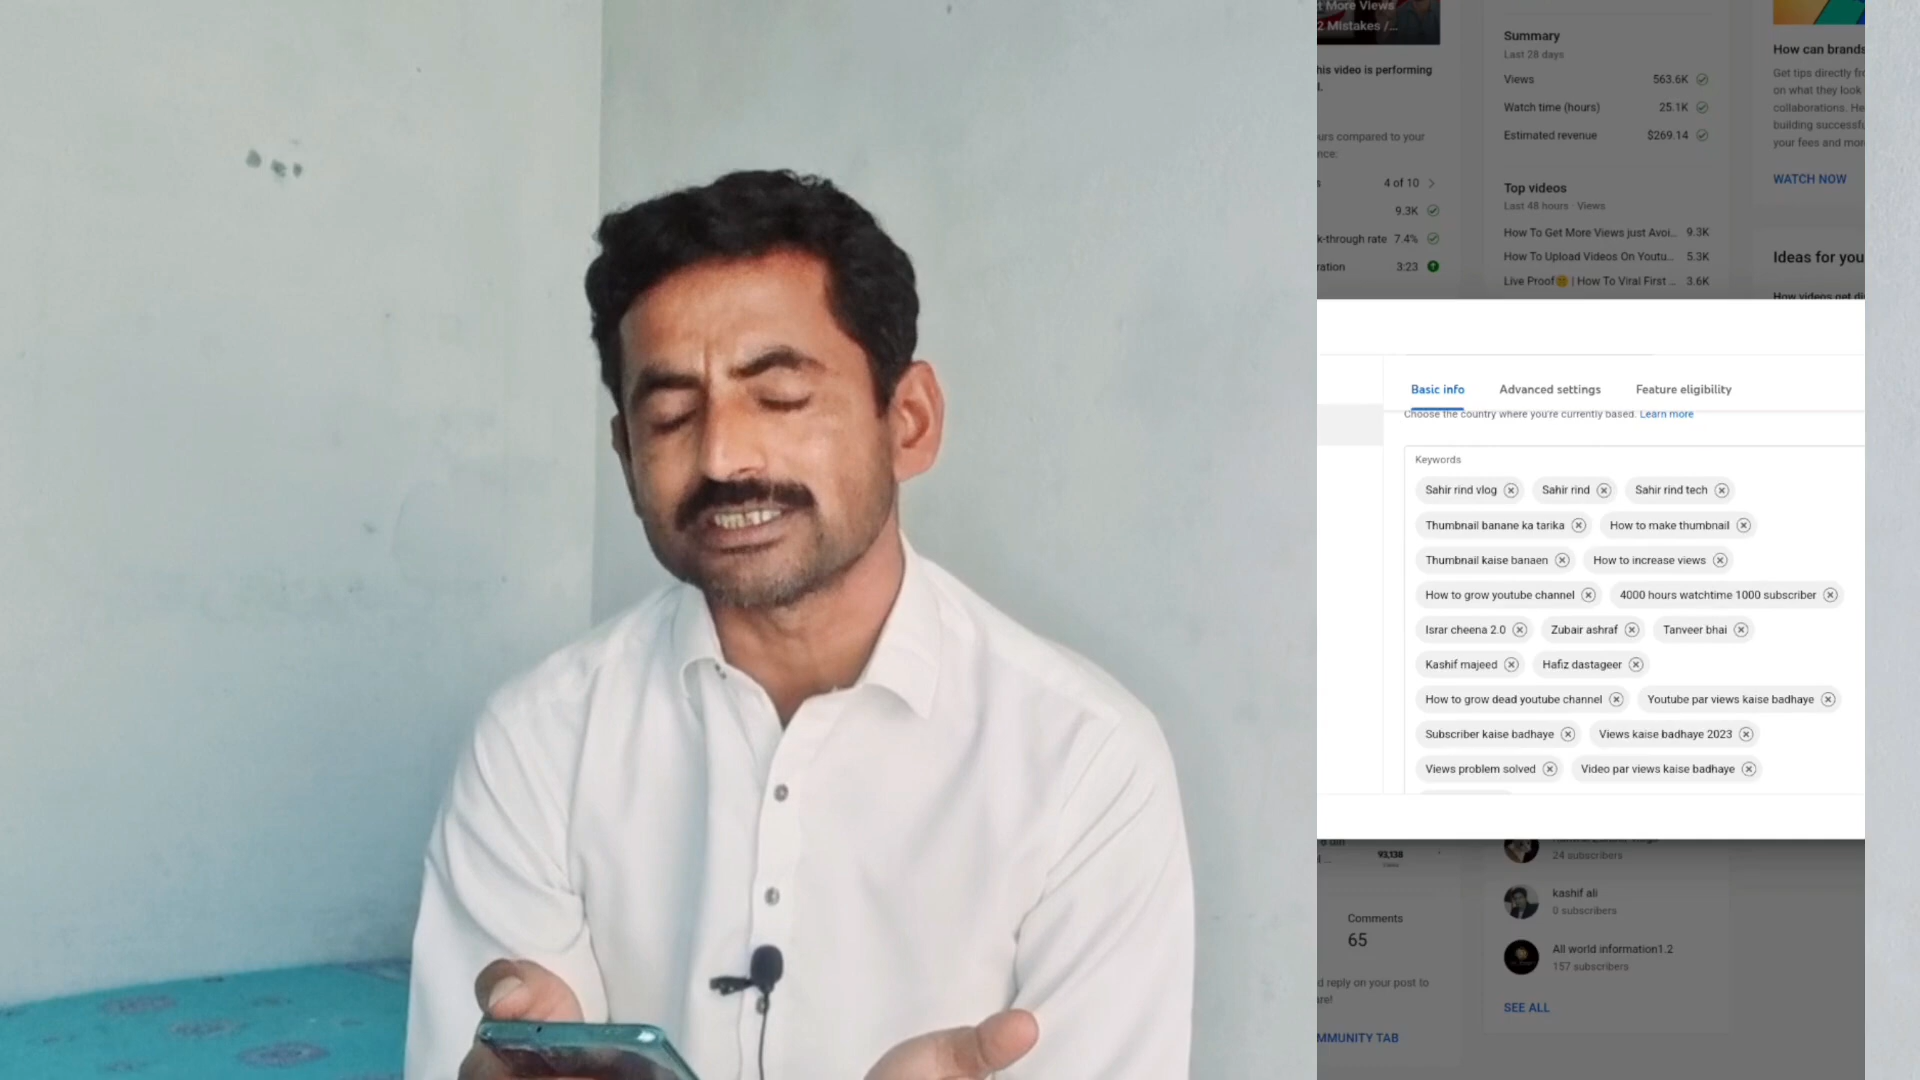 t More Views
2 Mistakes /...
his video is performing
l.
urs compared to your
nce:
s 4 of 10
9.3K
k-through rate 7.4%
ration 3:23
Summary
Last 28 days
Views 563.6K
Watch time (hours) 25.1K
Estimated revenue $269.14
Top videos
Last 48 hours · Views
How To Get More Views just Avoi... 9.3K
How To Upload Videos On Youtu... 5.3K
Live Proof🤫 | How To Viral First ... 3.6K
How can brands
Get tips directly fr
on what they look
collaborations. He
building successfu
your fees and mor
WATCH NOW
Ideas for you
How videos get di
Basic info Advanced settings Feature eligibility
Choose the country where you're currently based. Learn more
Keywords
Sahir rind vlog Sahir rind Sahir rind tech
Thumbnail banane ka tarika How to make thumbnail
Thumbnail kaise banaen How to increase views
How to grow youtube channel 4000 hours watchtime 1000 subscriber
Israr cheena 2.0 Zubair ashraf Tanveer bhai
Kashif majeed Hafiz dastageer
How to grow dead youtube channel Youtube par views kaise badhaye
Subscriber kaise badhaye Views kaise badhaye 2023
Views problem solved Video par views kaise badhaye
93,138
Comments
65
d reply on your post to
are!
MMUNITY TAB
24 subscribers
kashif ali
0 subscribers
All world information1.2
157 subscribers
SEE ALL